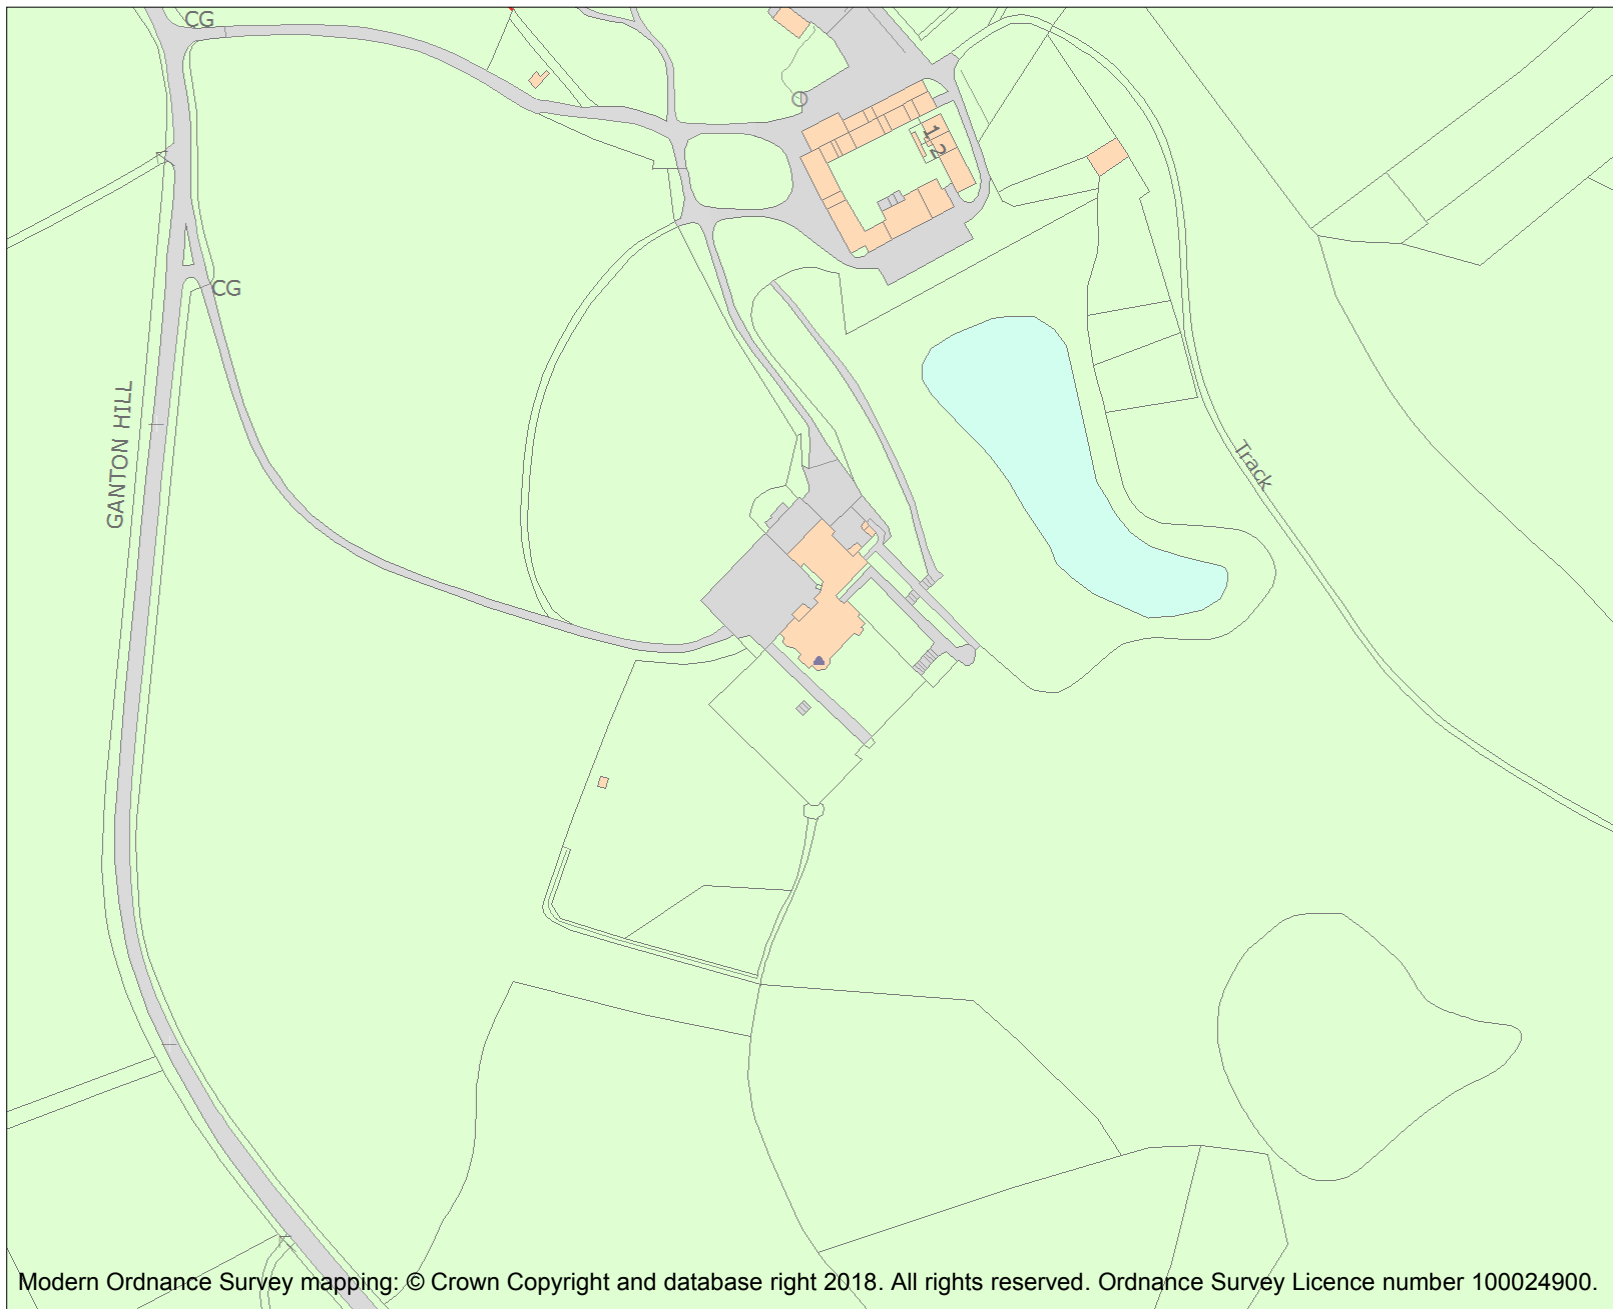 CG
1
2
CG
GANTON HILL
Track
Modern Ordnance Survey mapping: © Crown Copyright and database right 2018. All rights reserved. Ordnance Survey Licence number 100024900.